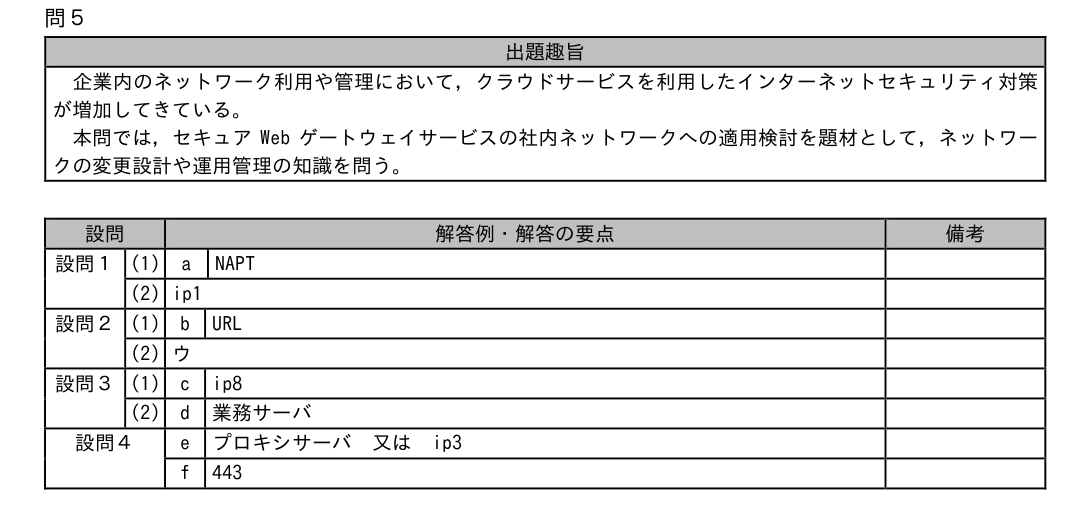 問５
出題趣旨
企業内のネットワーク利用や管理において，クラウドサービスを利用したインターネットセキュリティ対策
が増加してきている。
本問では，セキュア Web ゲートウェイサービスの社内ネットワークへの適用検討を題材として，ネットワー
クの変更設計や運用管理の知識を問う。
設問 解答例・解答の要点 備考
設問１ (1) a NAPT
(2) ip1
設問２ (1) b URL
(2) ウ
設問３ (1) c ip8
(2) d 業務サーバ
設問４ e プロキシサーバ 又は ip3
f 443